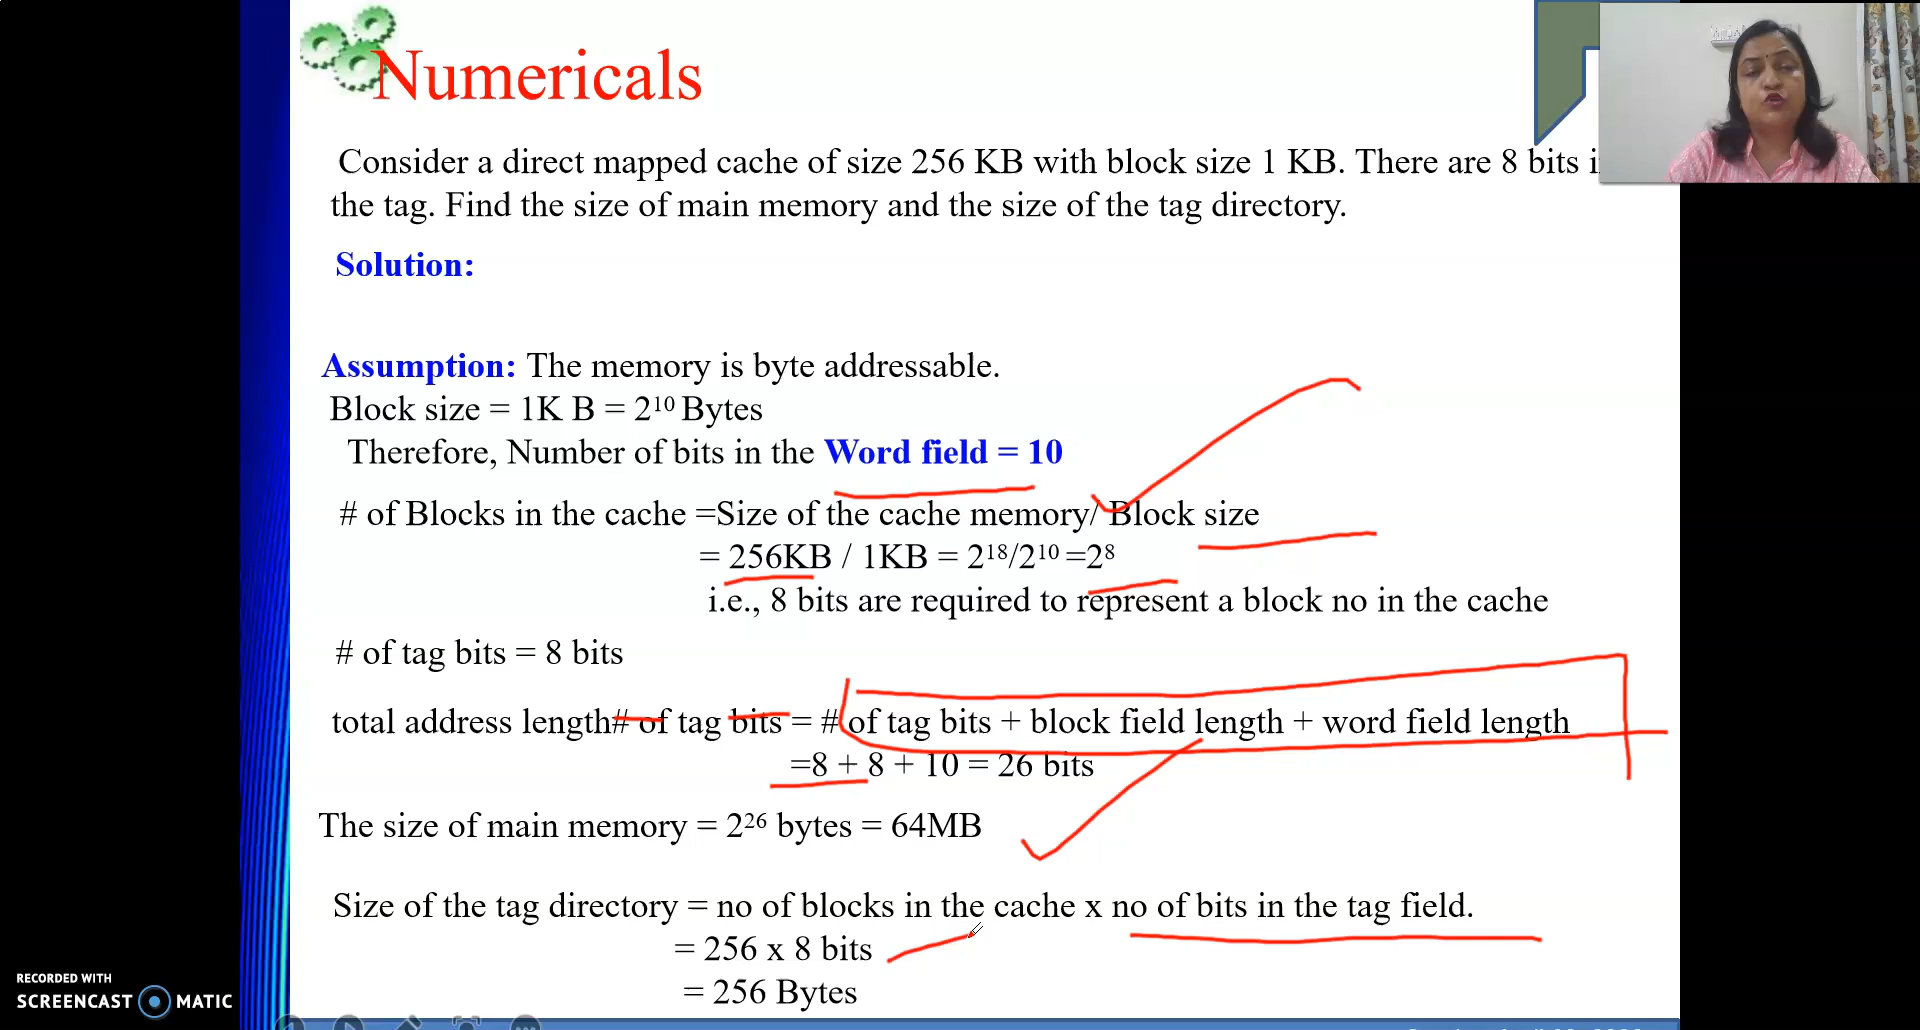 Numericals
Consider a direct mapped cache of size 256 KB with block size 1 KB. There are 8 bits
the tag. Find the size of main memory and the size of the tag directory.
Solution:
Assumption: The memory is byte addressable.
Block size = 1K B = 2¹⁰ Bytes
Therefore, Number of bits in the Word field = 10
# of Blocks in the cache =Size of the cache memory/ Block size
= 256KB / 1KB = 2¹⁸/2¹⁰ =2⁸
i.e., 8 bits are required to represent a block no in the cache
# of tag bits = 8 bits
total address length# of tag bits = # of tag bits + block field length + word field length
=8 + 8 + 10 = 26 bits
The size of main memory = 2²⁶ bytes = 64MB
Size of the tag directory = no of blocks in the cache x no of bits in the tag field.
= 256 x 8 bits
= 256 Bytes
RECORDED WITH
SCREENCAST MATIC